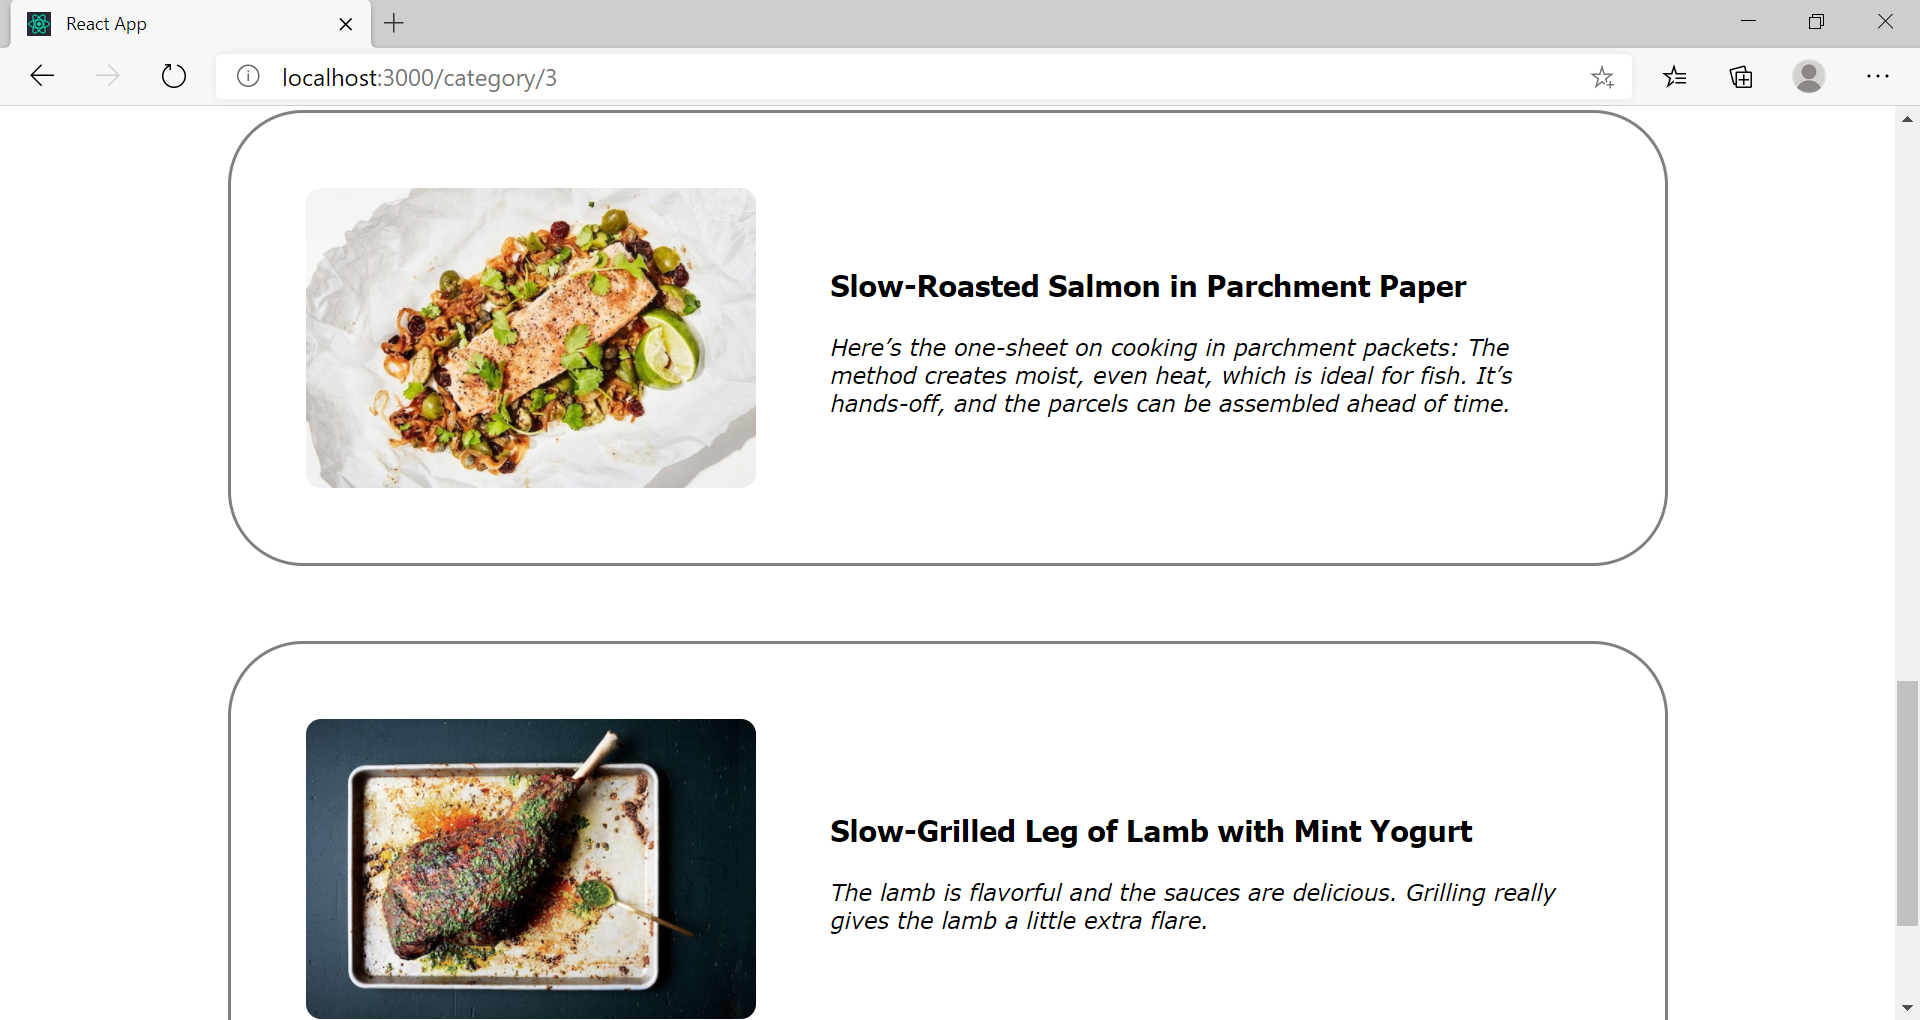 React App
localhost:3000/category/3
Slow-Roasted Salmon in Parchment Paper
Here’s the one-sheet on cooking in parchment packets: The
method creates moist, even heat, which is ideal for fish. It’s
hands-off, and the parcels can be assembled ahead of time.
Slow-Grilled Leg of Lamb with Mint Yogurt
The lamb is flavorful and the sauces are delicious. Grilling really
gives the lamb a little extra flare.